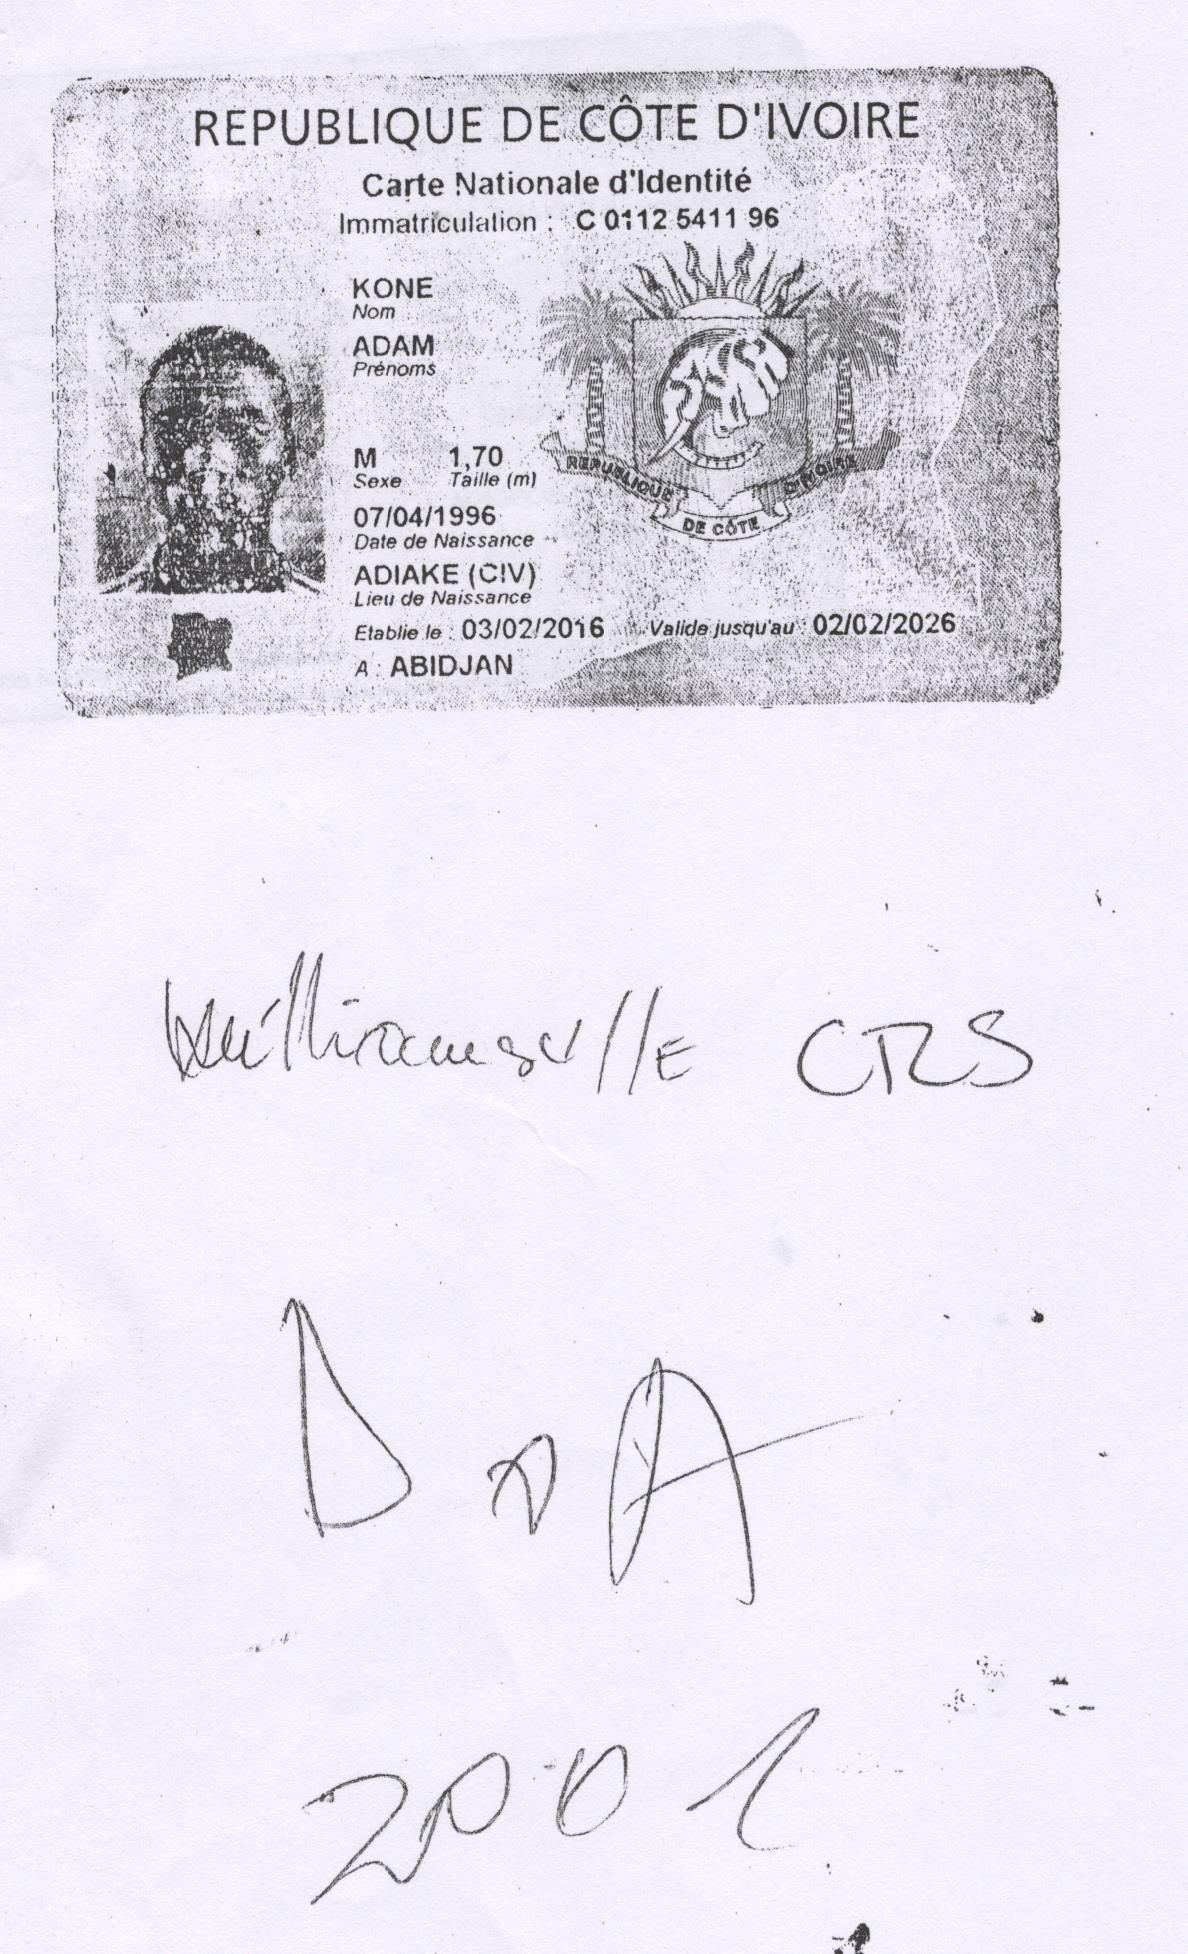 REPUBLIQUE DE CÔTE D'IVOIRE
Carte Nationale d'Identité
Immatriculation : C 0112 5411 96
KONE
Nom
ADAM
Prénoms
M 1,70
Sexe Taille (m)
07/04/1996
Date de Naissance
ADIAKE (CIV)
Lieu de Naissance
Etablie le : 03/02/2016 Valide jusqu'au : 02/02/2026
A : ABIDJAN
REPUBLIQUE DE CÔTE D'IVOIRE
Williamsville CRS
D A
2001